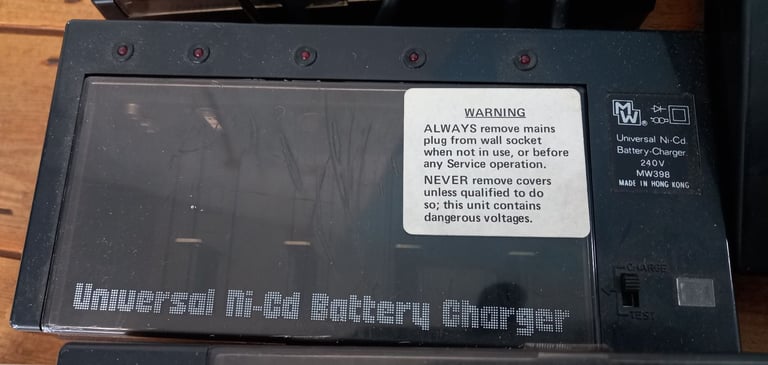 WARNING
ALWAYS remove mains
plug from wall socket
when not in use, or before
any Service operation.
NEVER remove covers
unless qualified to do
so; this unit contains
dangerous voltages.
MW®
Universal Ni-Cd
Battery-Charger
240V
MW398
MADE IN HONG KONG
CHARGE
TEST
Universal Ni-Cd Battery Charger